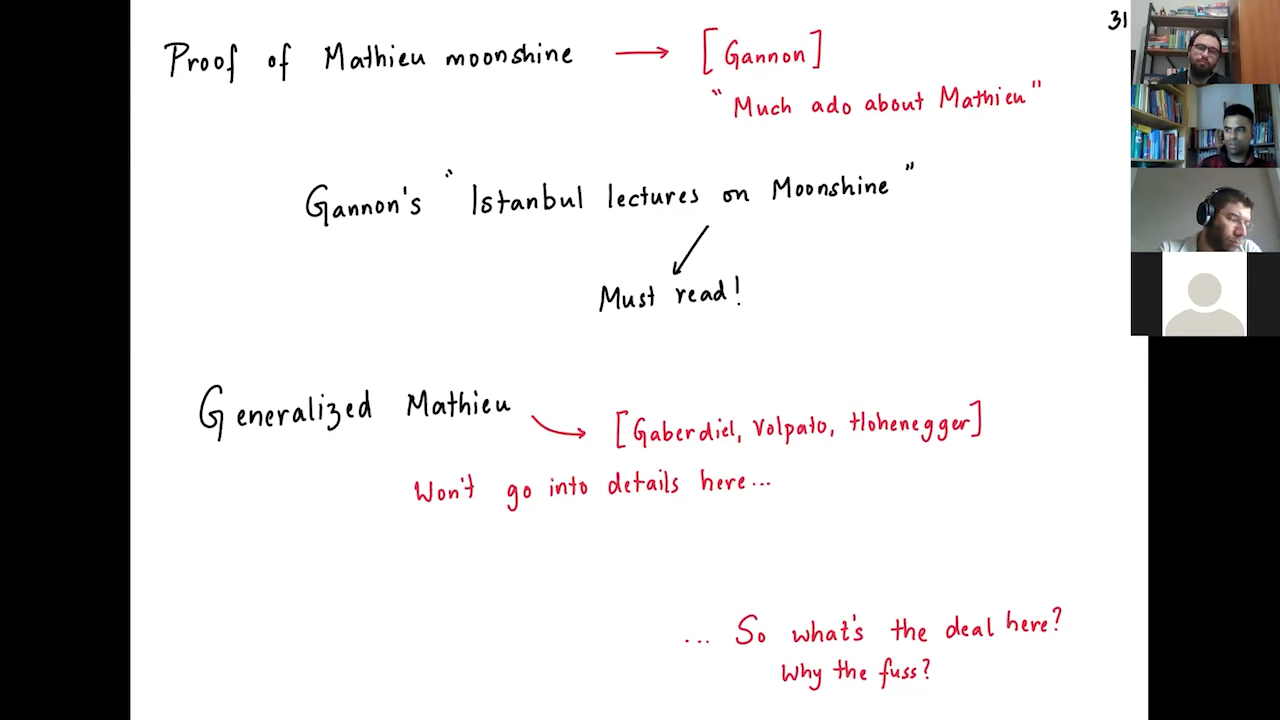 31
Proof of Mathieu moonshine → [Gannon]
"Much ado about Mathieu"
Gannon's "Istanbul lectures on Moonshine"
Must read!
Generalized Mathieu
[Gaberdiel, Volpato, Hohenegger]
Won't go into details here...
... So what's the deal here?
Why the fuss?